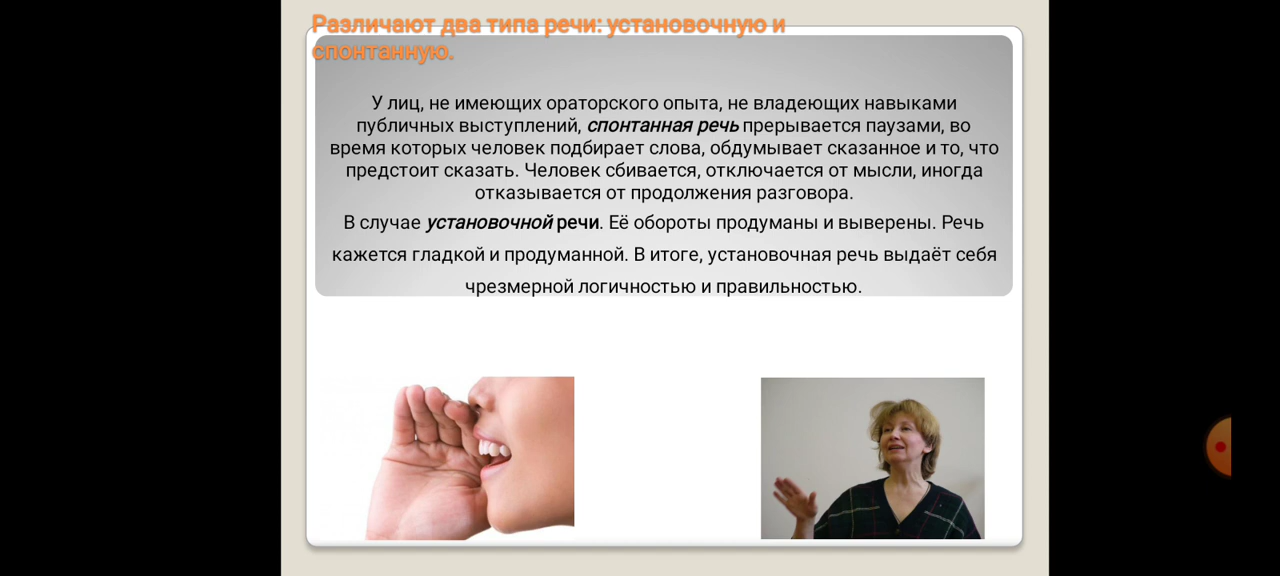 Различают два типа речи: установочную и
спонтанную.
У лиц, не имеющих ораторского опыта, не владеющих навыками
публичных выступлений, спонтанная речь прерывается паузами, во
время которых человек подбирает слова, обдумывает сказанное и то, что
предстоит сказать. Человек сбивается, отключается от мысли, иногда
отказывается от продолжения разговора.
В случае установочной речи. Её обороты продуманы и выверены. Речь
кажется гладкой и продуманной. В итоге, установочная речь выдаёт себя
чрезмерной логичностью и правильностью.